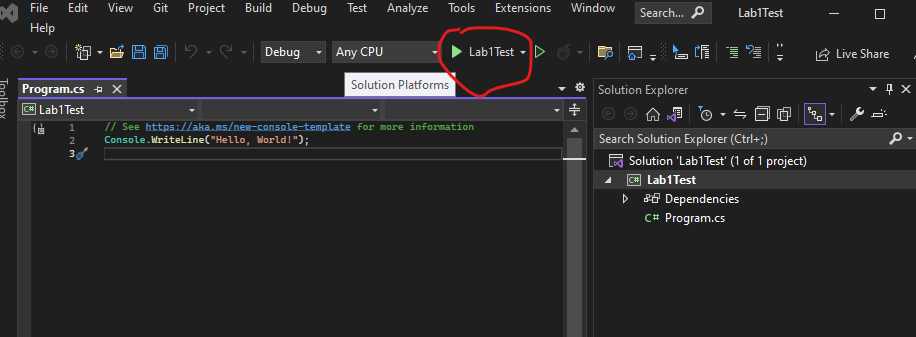 File Edit View Git Project Build Debug Test Analyze Tools Extensions Window Search... Lab1Test
Help
Debug Any CPU Lab1Test Live Share
Solution Platforms
Toolbox
Program.cs
Solution Explorer
C# Lab1Test
Search Solution Explorer (Ctrl+;)
1 // See https://aka.ms/new-console-template for more information
2 Console.WriteLine("Hello, World!");
3
Solution 'Lab1Test' (1 of 1 project)
C# Lab1Test
Dependencies
C# Program.cs